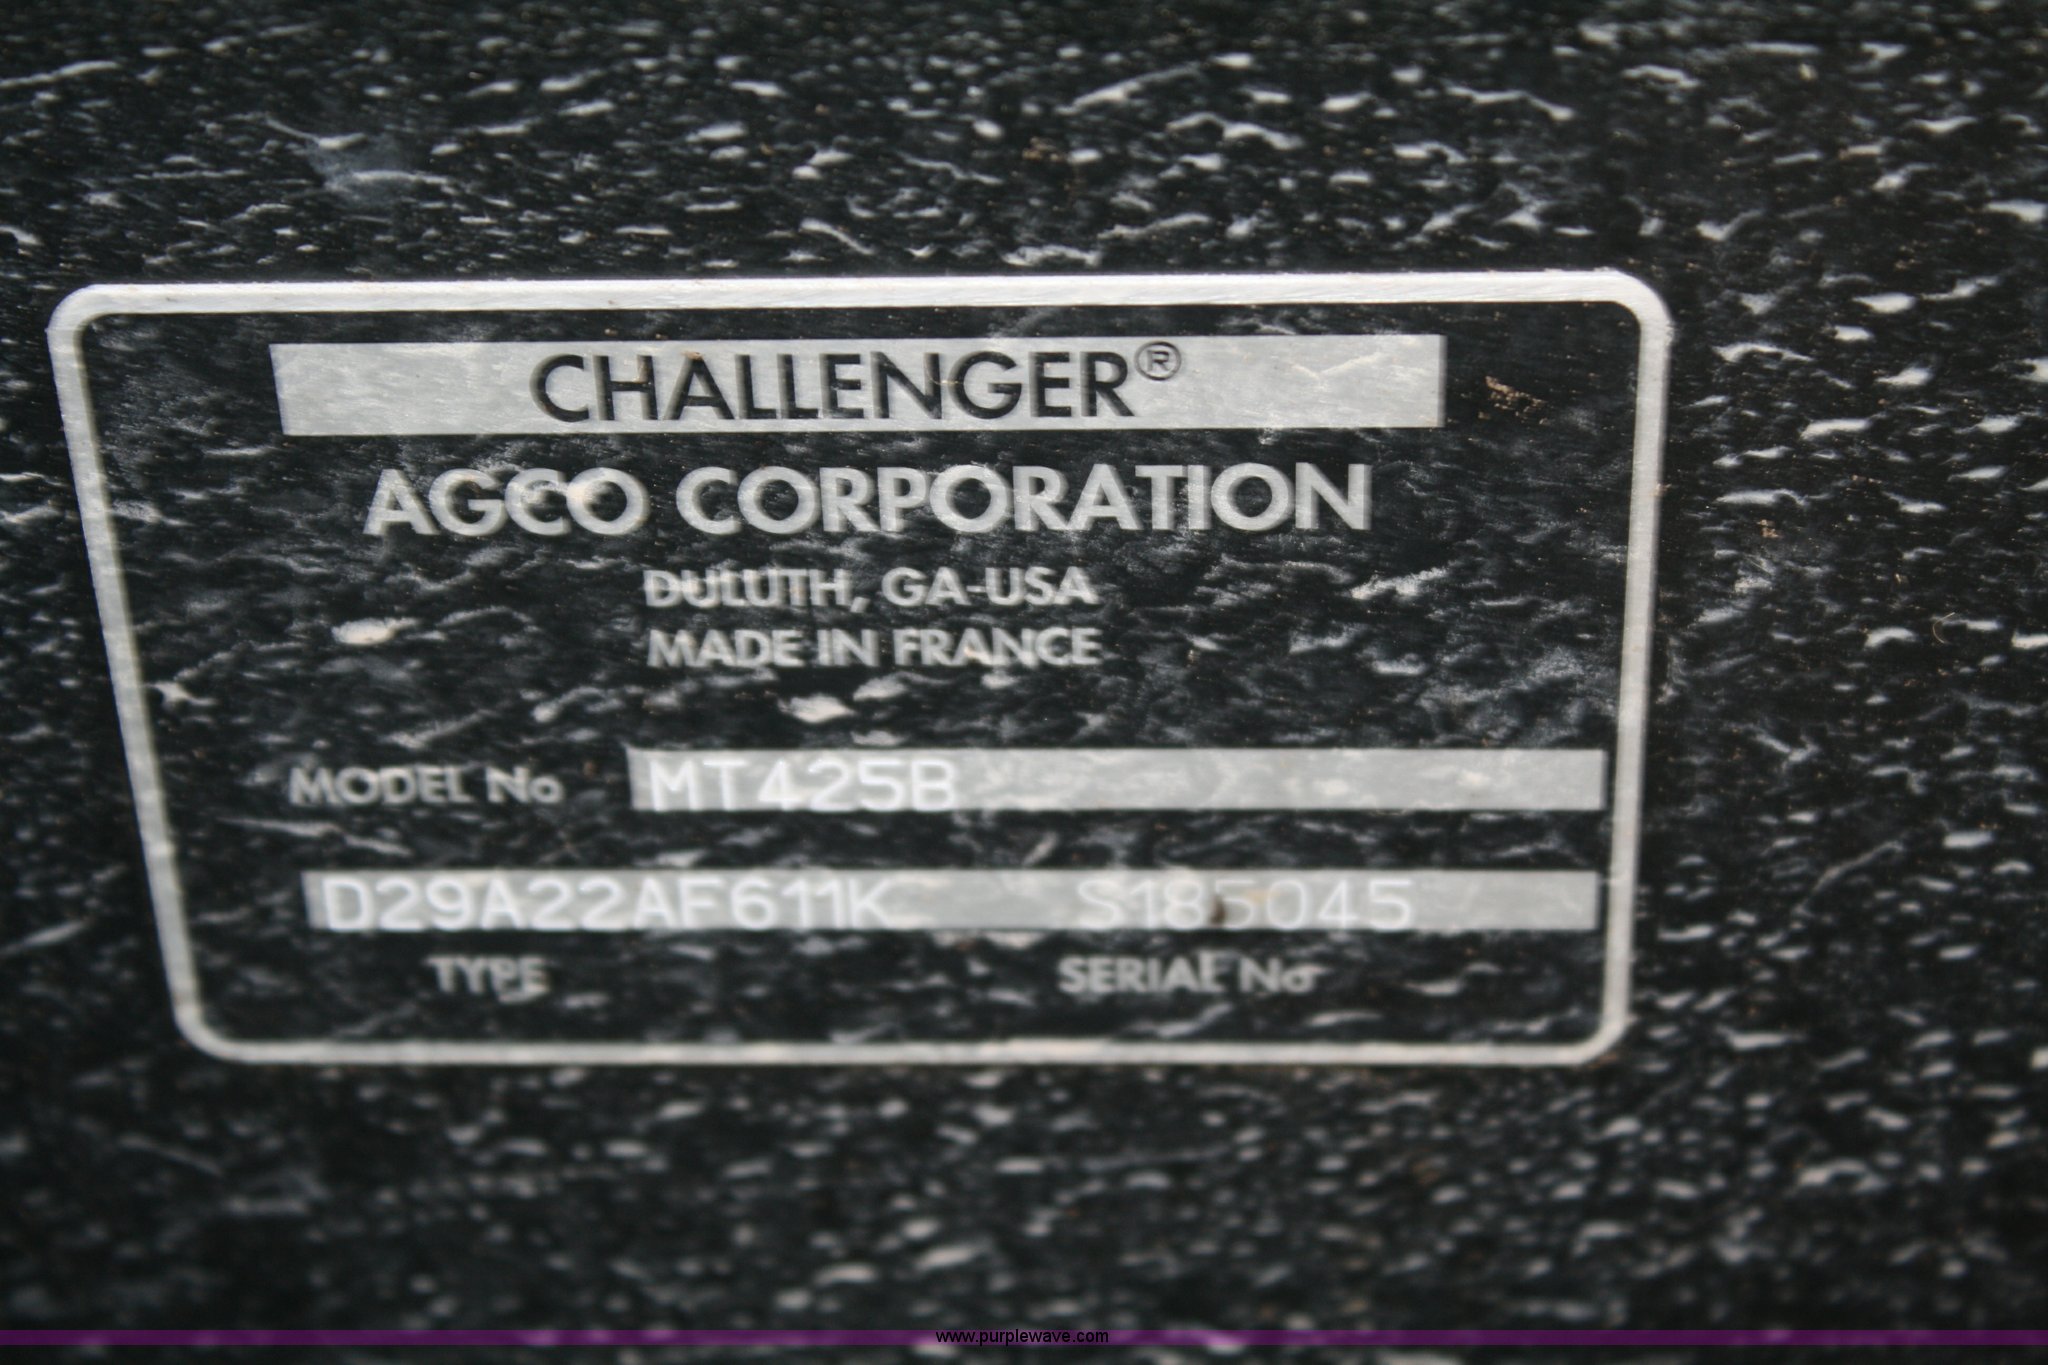 CHALLENGER®
AGCO CORPORATION
DULUTH, GA-USA
MADE IN FRANCE
MODEL No MT425B
D29A22AF611K S185045
TYPE SERIAL No
www.purplewave.com